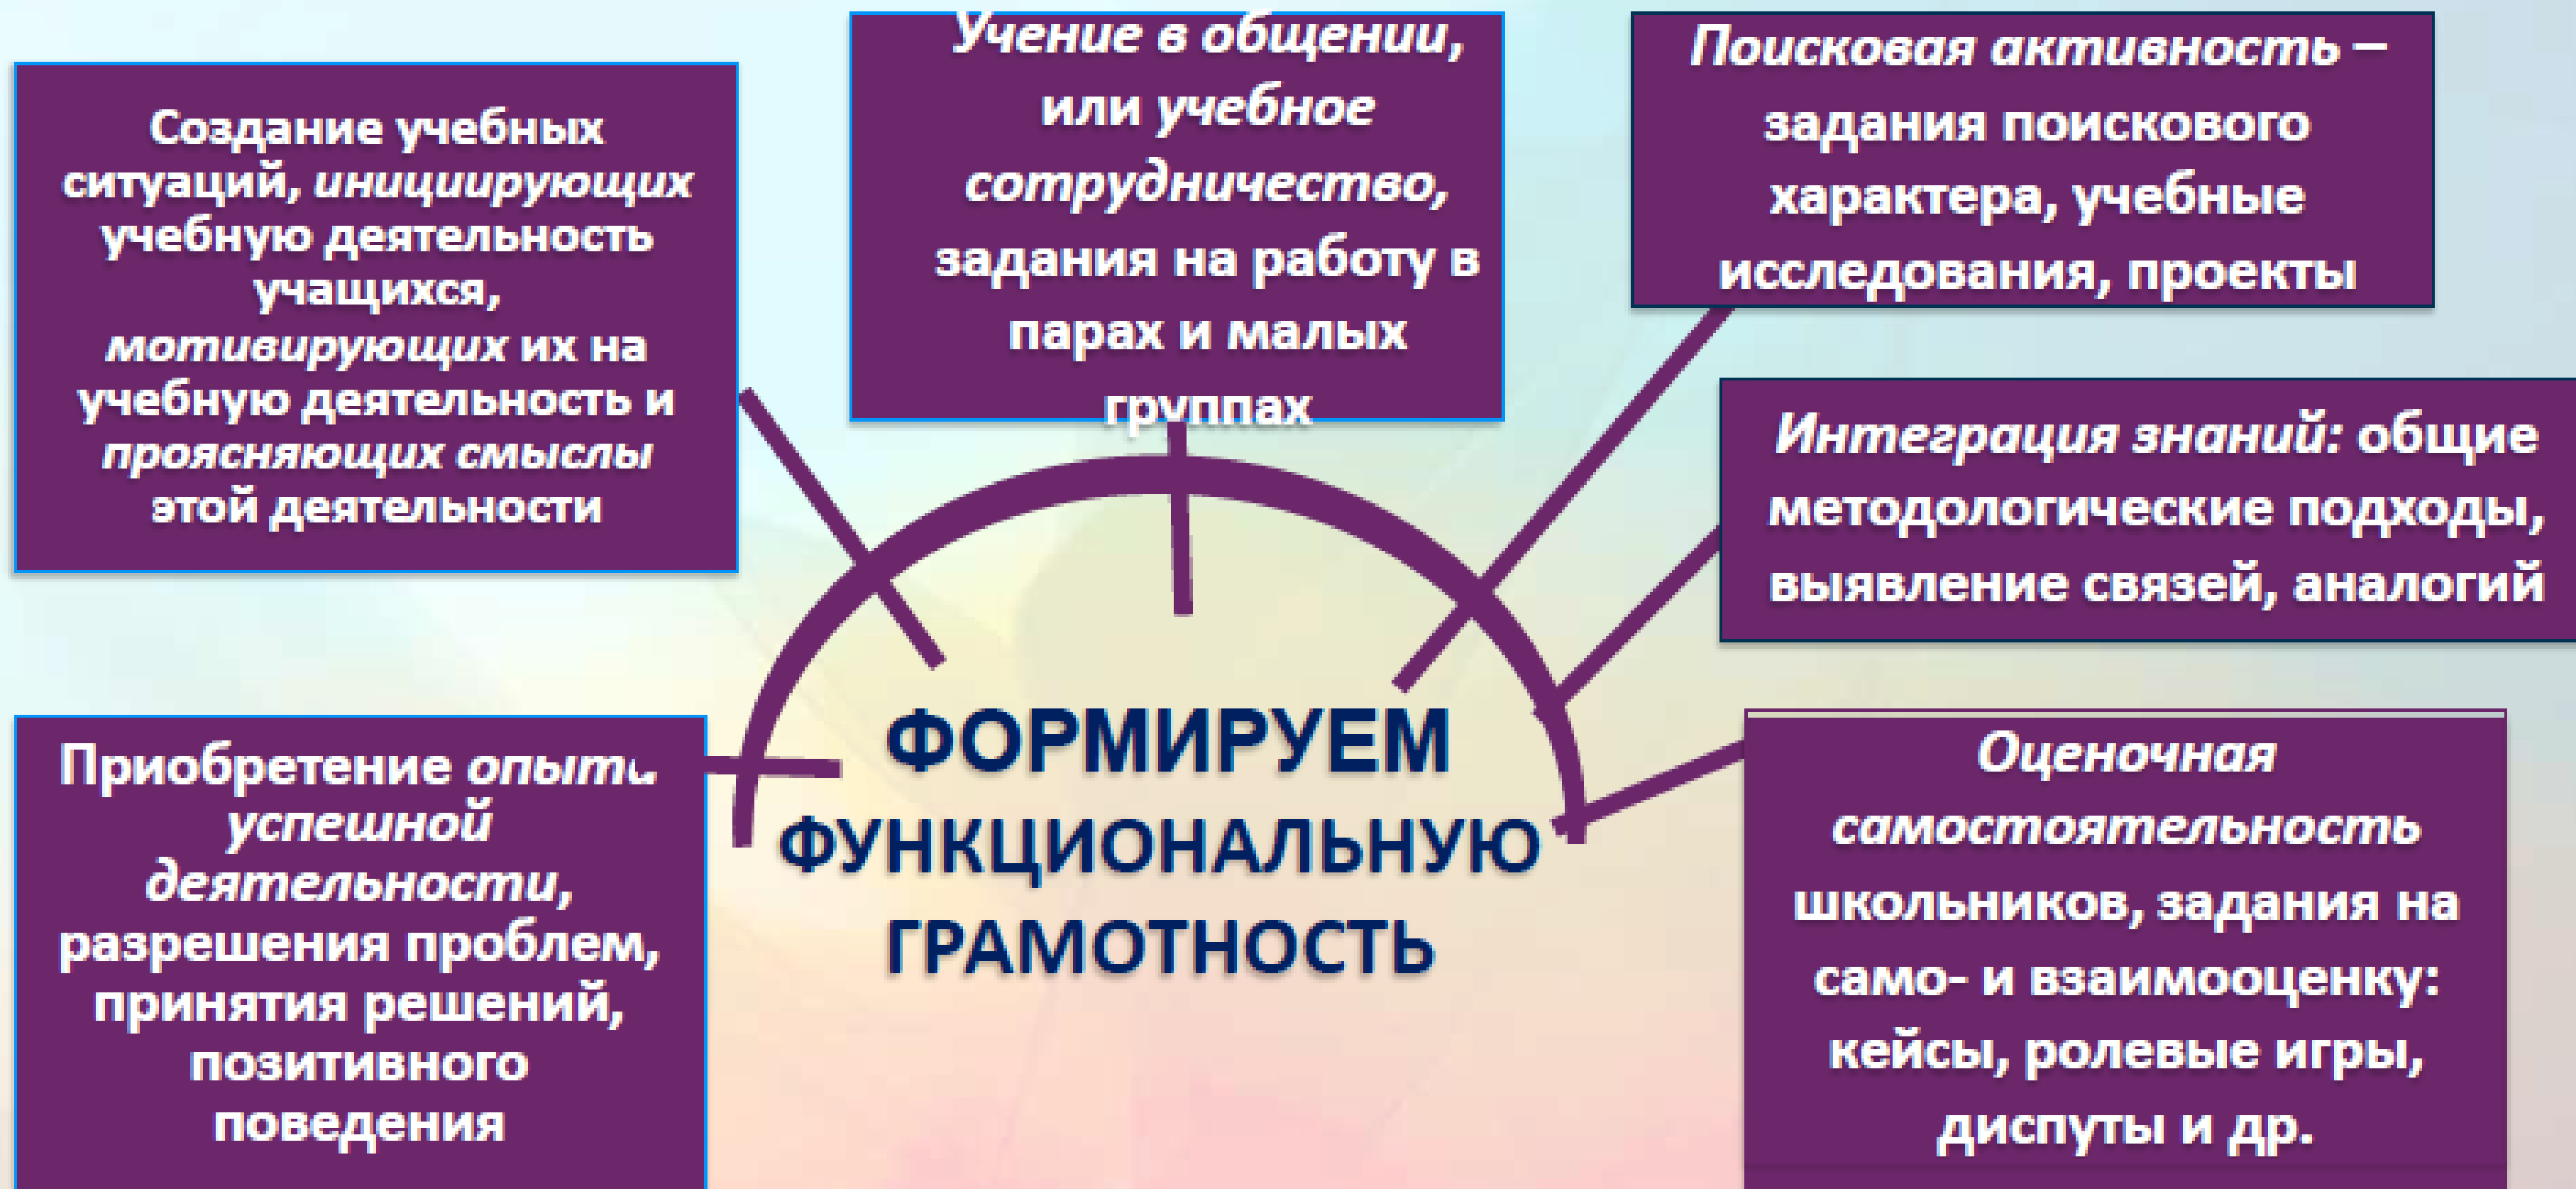 Создание учебных
ситуаций, инициирующих
учебную деятельность
учащихся,
мотивирующих их на
учебную деятельность и
проясняющих смыслы
этой деятельности
Учение в общении,
или учебное
сотрудничество,
задания на работу в
парах и малых
группах
Поисковая активность –
задания поискового
характера, учебные
исследования, проекты
Интеграция знаний: общие
методологические подходы,
выявление связей, аналогий
Приобретение опыта
успешной
деятельности,
разрешения проблем,
принятия решений,
позитивного
поведения
ФОРМИРУЕМ
ФУНКЦИОНАЛЬНУЮ
ГРАМОТНОСТЬ
Оценочная
самостоятельность
школьников, задания на
само- и взаимооценку:
кейсы, ролевые игры,
диспуты и др.